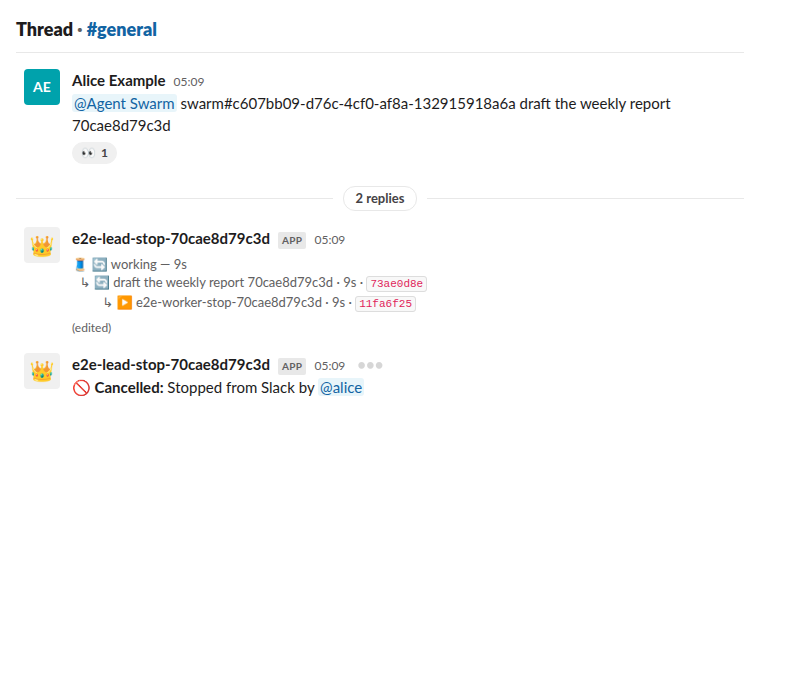 Thread • #general
AE
Alice Example 05:09
@Agent Swarm swarm#c607bb09-d76c-4cf0-af8a-132915918a6a draft the weekly report
70cae8d79c3d
👀 1
2 replies
e2e-lead-stop-70cae8d79c3d APP 05:09
🧵 🔄 working — 9s
↳ 🔄 draft the weekly report 70cae8d79c3d · 9s · 73ae0d8e
↳ ▶️ e2e-worker-stop-70cae8d79c3d · 9s · 11fa6f25
(edited)
e2e-lead-stop-70cae8d79c3d APP 05:09
🚫 Cancelled: Stopped from Slack by @alice